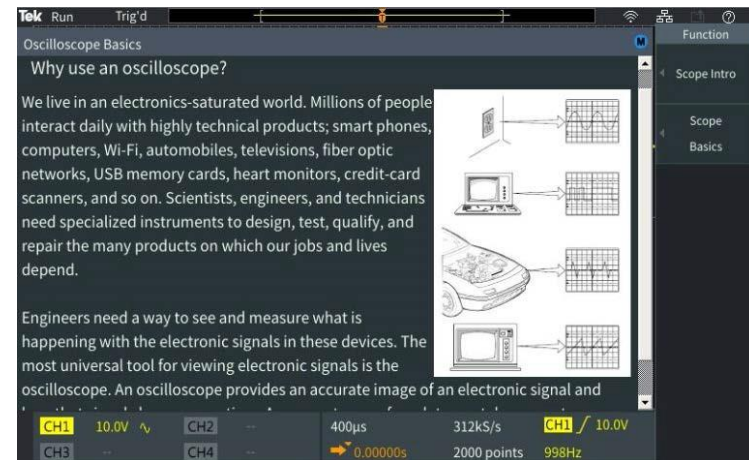 Tek Run Trig'd
Oscilloscope Basics
M
Function
Why use an oscilloscope?
Scope Intro
We live in an electronics-saturated world. Millions of people
interact daily with highly technical products; smart phones,
computers, Wi-Fi, automobiles, televisions, fiber optic
networks, USB memory cards, heart monitors, credit-card
scanners, and so on. Scientists, engineers, and technicians
need specialized instruments to design, test, qualify, and
repair the many products on which our jobs and lives
depend.
Scope
Basics
Engineers need a way to see and measure what is
happening with the electronic signals in these devices. The
most universal tool for viewing electronic signals is the
oscilloscope. An oscilloscope provides an accurate image of an electronic signal and
CH1 10.0V CH2 -- 400µs 312kS/s CH1 10.0V
CH3 -- CH4 -- 0.00000s 2000 points 998Hz